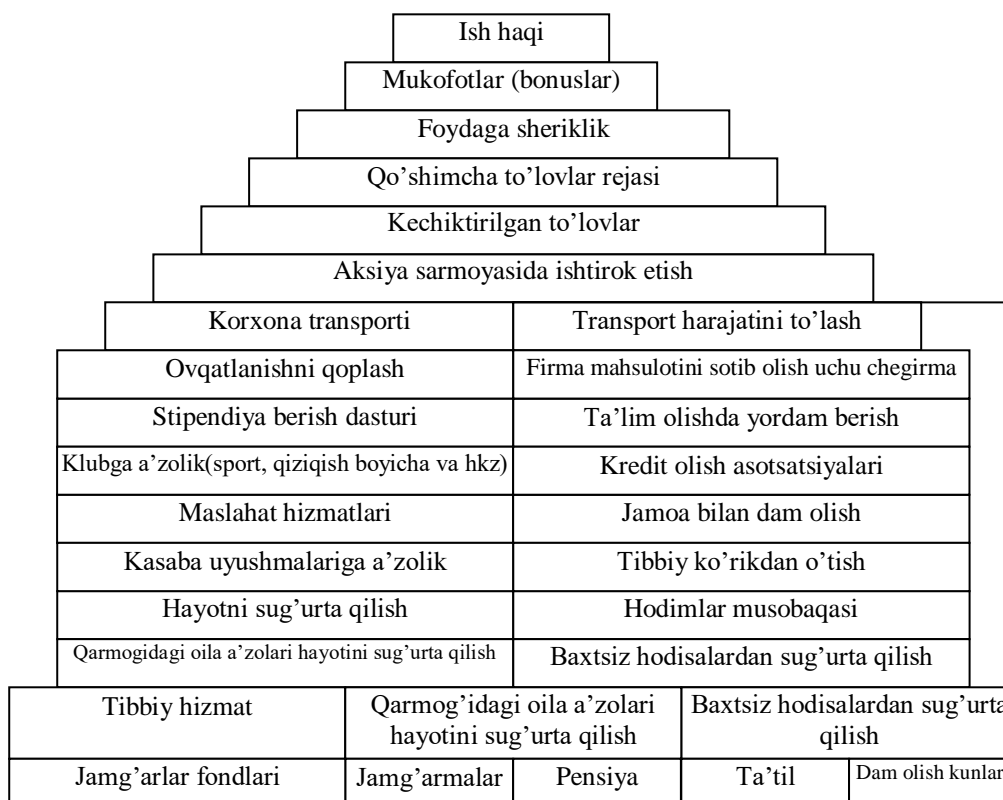 Ish haqi
Mukofotlar (bonuslar)
Foydaga sheriklik
Qo’shimcha to’lovlar rejasi
Kechiktirilgan to’lovlar
Aksiya sarmoyasida ishtirok etish
Korxona transporti
Transport harajatini to’lash
Ovqatlanishni qoplash
Firma mahsulotini sotib olish uchu chegirma
Stipendiya berish dasturi
Ta’lim olishda yordam berish
Klubga a’zolik(sport, qiziqish boyicha va hkz)
Kredit olish asotsatsiyalari
Maslahat hizmatlari
Jamoa bilan dam olish
Kasaba uyushmalariga a’zolik
Tibbiy ko’rikdan o’tish
Hayotni sug’urta qilish
Hodimlar musobaqasi
Qarmogidagi oila a’zolari hayotini sug’urta qilish
Baxtsiz hodisalardan sug’urta qilish
Tibbiy hizmat
Qarmog’idagi oila a’zolari
hayotini sug’urta qilish
Baxtsiz hodisalardan sug’urta
qilish
Jamg’arlar fondlari
Jamg’armalar
Pensiya
Ta’til
Dam olish kunlar